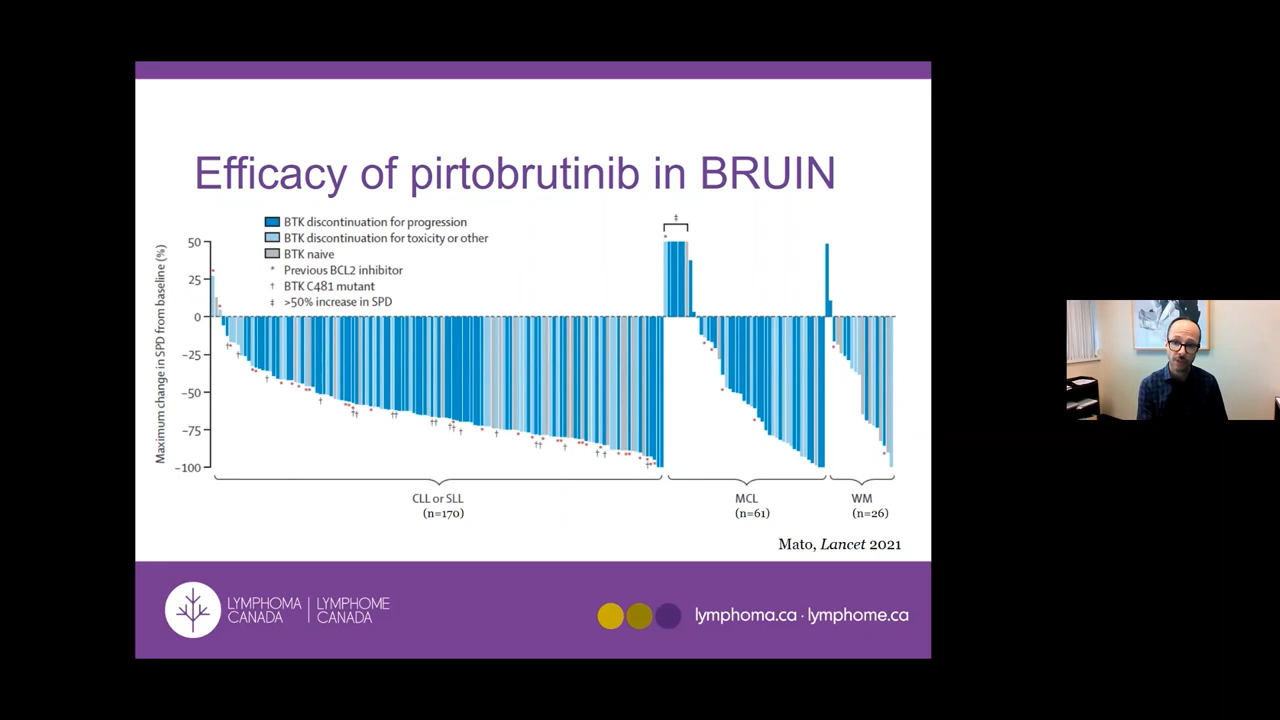 Efficacy of pirtobrutinib in BRUIN
BTK discontinuation for progression
BTK discontinuation for toxicity or other
BTK naive
* Previous BCL2 inhibitor
† BTK C481 mutant
‡ >50% increase in SPD
‡
Maximum change in SPD from baseline (%)
50
25
0
−25
−50
−75
−100
CLL or SLL
(n=170)
MCL
(n=61)
WM
(n=26)
Mato, Lancet 2021
LYMPHOMA CANADA | LYMPHOME CANADA
lymphoma.ca · lymphome.ca